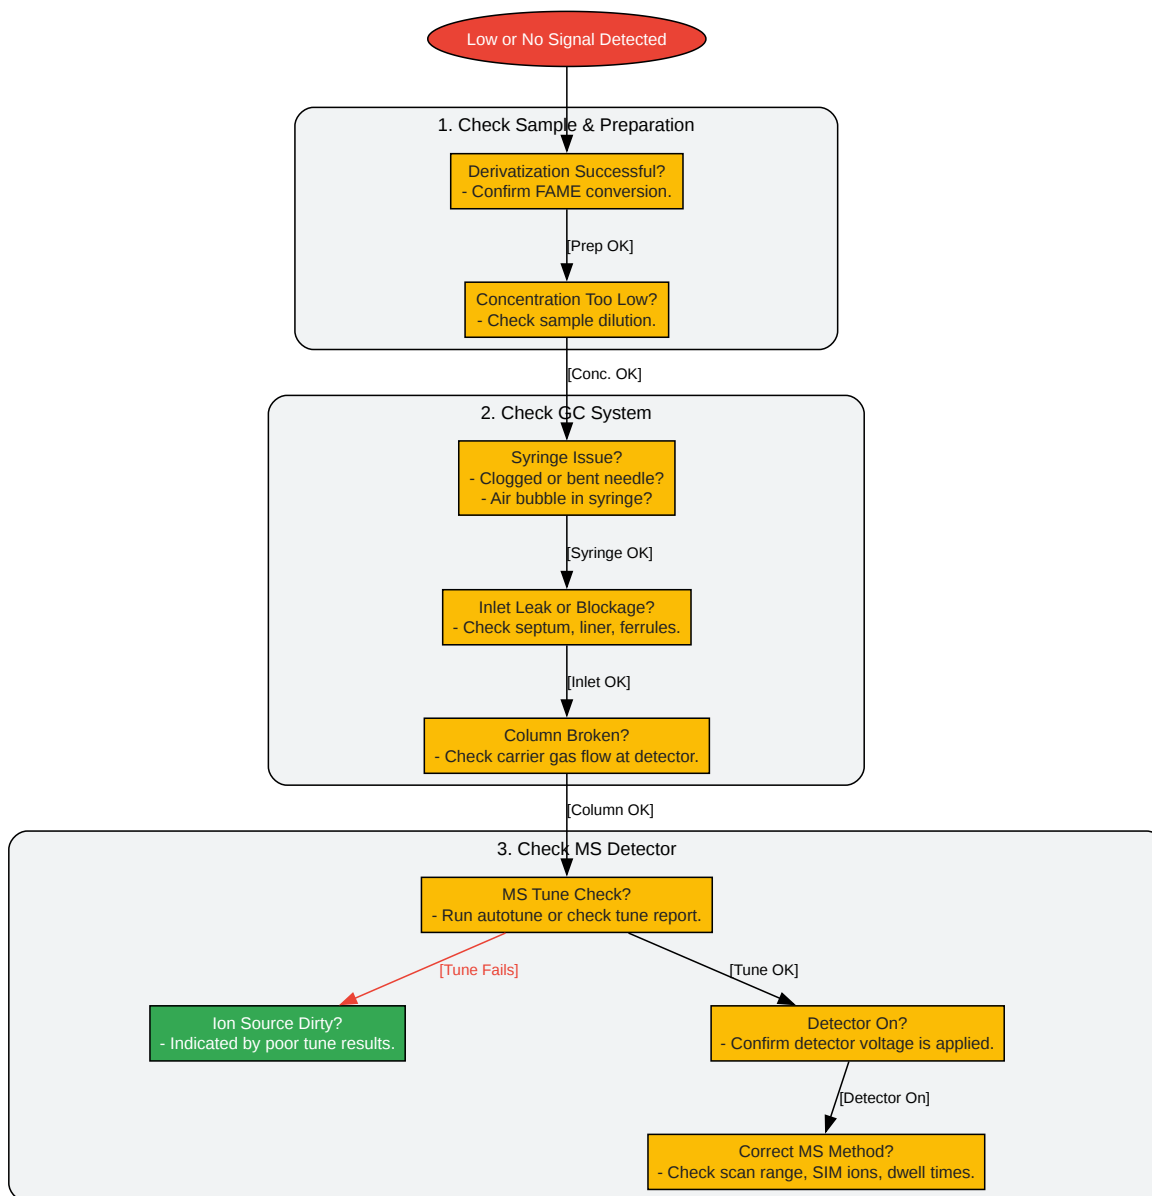 Low or No Signal Detected
1. Check Sample & Preparation
Derivatization Successful?
- Confirm FAME conversion.
[Prep OK]
Concentration Too Low?
- Check sample dilution.
[Conc. OK]
2. Check GC System
Syringe Issue?
- Clogged or bent needle?
- Air bubble in syringe?
[Syringe OK]
Inlet Leak or Blockage?
- Check septum, liner, ferrules.
[Inlet OK]
Column Broken?
- Check carrier gas flow at detector.
[Column OK]
3. Check MS Detector
MS Tune Check?
- Run autotune or check tune report.
[Tune Fails]
[Tune OK]
Ion Source Dirty?
- Indicated by poor tune results.
Detector On?
- Confirm detector voltage is applied.
[Detector On]
Correct MS Method?
- Check scan range, SIM ions, dwell times.